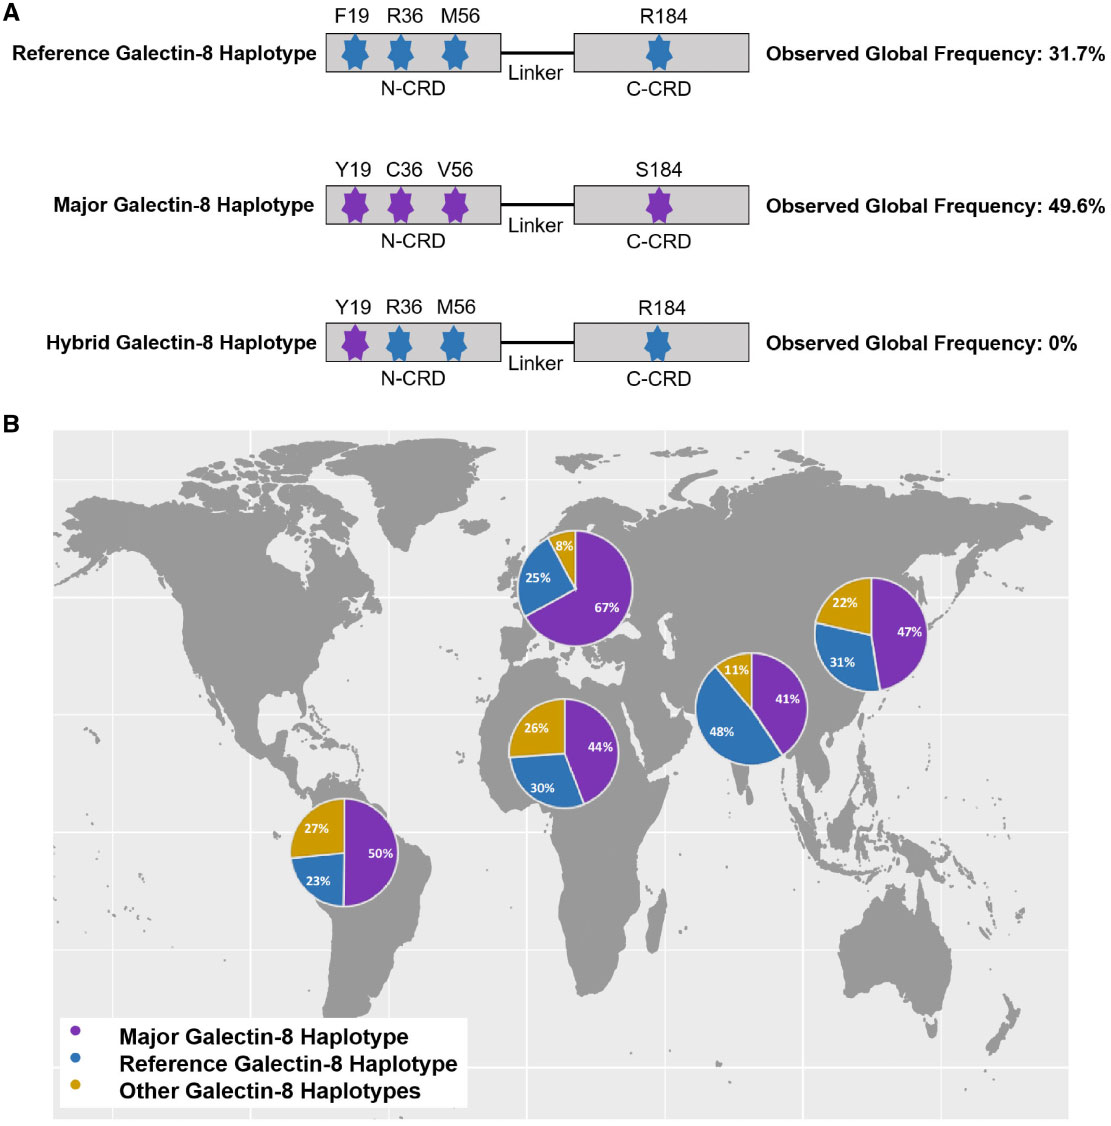 A
F19 R36 M56 R184
Reference Galectin-8 Haplotype Observed Global Frequency: 31.7%
Linker
N-CRD C-CRD
Y19 C36 V56 S184
Major Galectin-8 Haplotype Observed Global Frequency: 49.6%
Linker
N-CRD C-CRD
Y19 R36 M56 R184
Hybrid Galectin-8 Haplotype Observed Global Frequency: 0%
Linker
N-CRD C-CRD
B
8%
25%
67%
22%
47%
31%
11%
41%
48%
26%
44%
30%
27%
50%
23%
Major Galectin-8 Haplotype
Reference Galectin-8 Haplotype
Other Galectin-8 Haplotypes